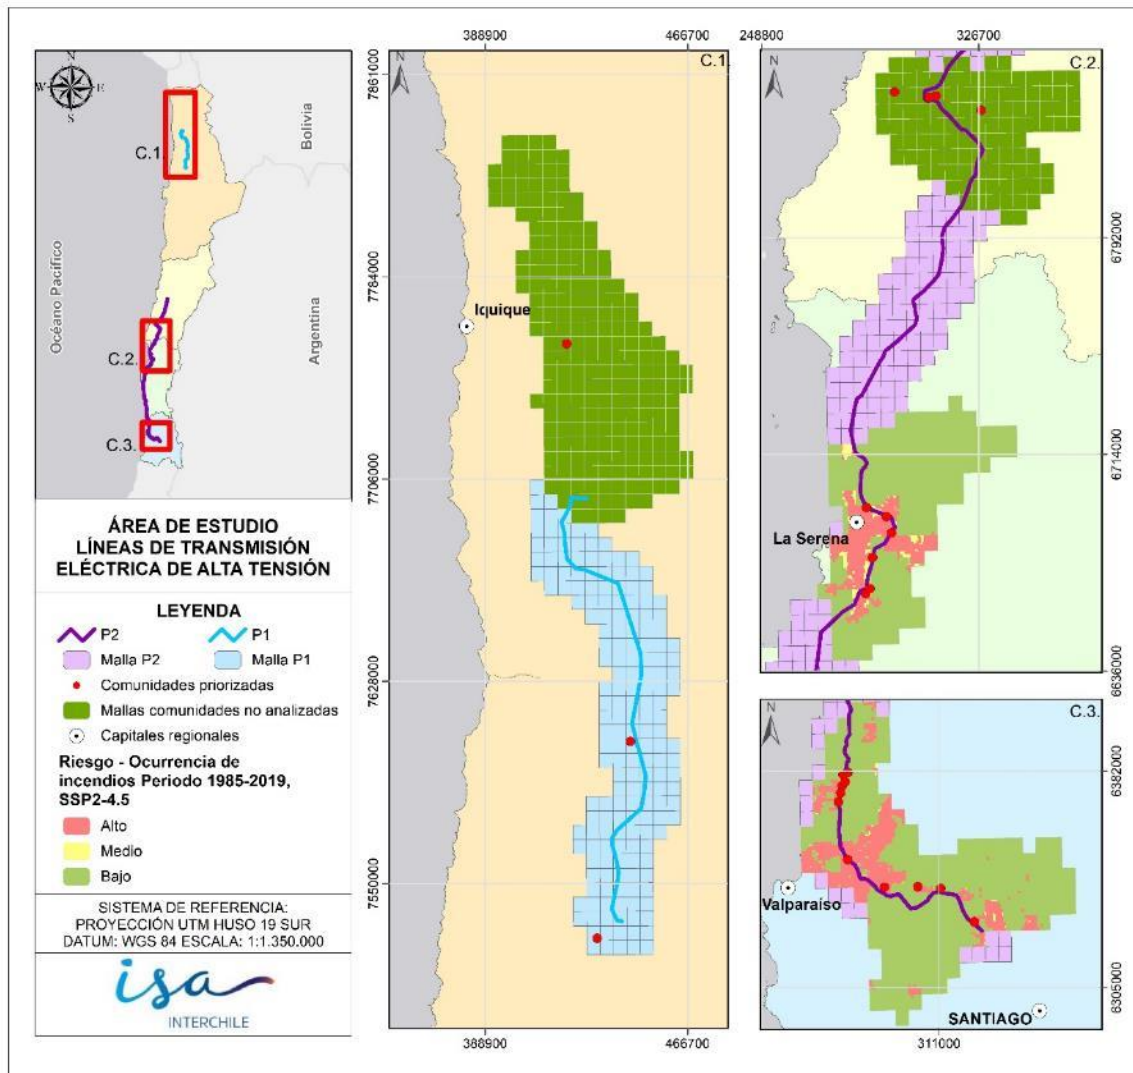 N
W
E
S
Bolivia
C.1.
Océano Pacífico
Argentina
C.2.
C.3.
ÁREA DE ESTUDIO
LÍNEAS DE TRANSMISIÓN
ELÉCTRICA DE ALTA TENSIÓN
LEYENDA
P2
P1
Malla P2
Malla P1
Comunidades priorizadas
Mallas comunidades no analizadas
Capitales regionales
Riesgo - Ocurrencia de
incendios Periodo 1985-2019,
SSP2-4.5
Alto
Medio
Bajo
SISTEMA DE REFERENCIA:
PROYECCIÓN UTM HUSO 19 SUR
DATUM: WGS 84 ESCALA: 1:1.350.000
isa
INTERCHILE
388900
466700
N
C.1.
7861000
7784000
Iquique
7706000
7628000
7550000
388900
466700
248800
326700
N
C.2.
6792000
6714000
La Serena
6636000
N
C.3.
6382000
Valparaíso
6305000
SANTIAGO
311000